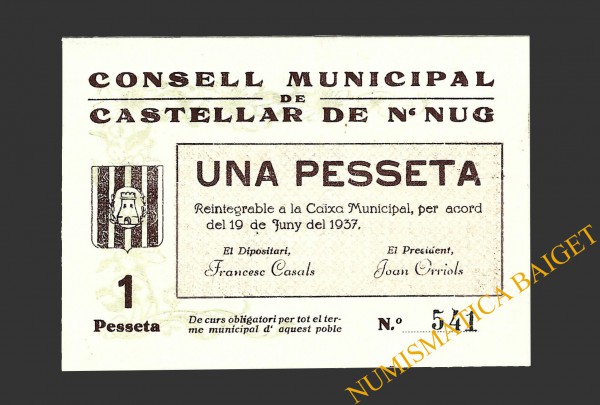 CONSELL MUNICIPAL
DE
CASTELLAR DE N'NUG
UNA PESSETA
Reintegrable a la Caixa Municipal, per acord
del 19 de Juny del 1937.
El Dipositari,
El President,
Francesc Casals
Joan Orriols
1
Pesseta
De curs obligatori per tot el ter-
me municipal d' aquest poble
N.º 541
NUMISMATICA BAIGET